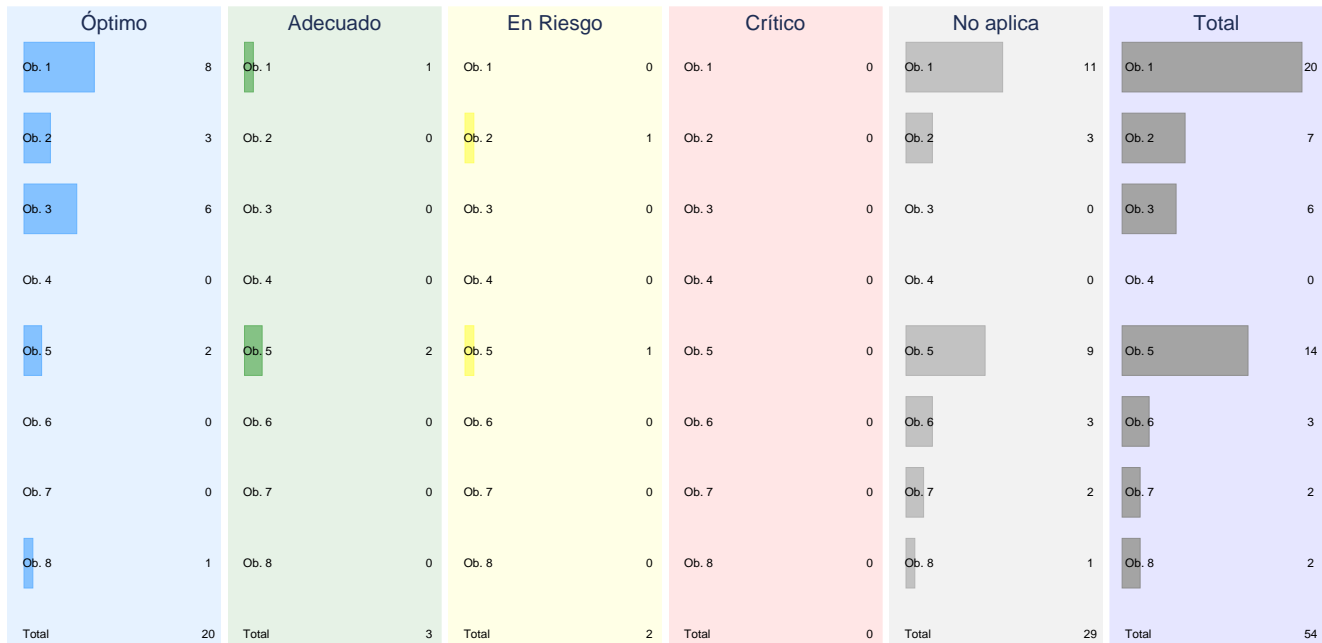 Óptimo Adecuado En Riesgo Crítico No aplica Total
Ob. 1 8 Ob. 1 1 Ob. 1 0 Ob. 1 0 Ob. 1 11 Ob. 1 20
Ob. 2 3 Ob. 2 0 Ob. 2 1 Ob. 2 0 Ob. 2 3 Ob. 2 7
Ob. 3 6 Ob. 3 0 Ob. 3 0 Ob. 3 0 Ob. 3 0 Ob. 3 6
Ob. 4 0 Ob. 4 0 Ob. 4 0 Ob. 4 0 Ob. 4 0 Ob. 4 0
Ob. 5 2 Ob. 5 2 Ob. 5 1 Ob. 5 0 Ob. 5 9 Ob. 5 14
Ob. 6 0 Ob. 6 0 Ob. 6 0 Ob. 6 0 Ob. 6 3 Ob. 6 3
Ob. 7 0 Ob. 7 0 Ob. 7 0 Ob. 7 0 Ob. 7 2 Ob. 7 2
Ob. 8 1 Ob. 8 0 Ob. 8 0 Ob. 8 0 Ob. 8 1 Ob. 8 2
Total 20 Total 3 Total 2 Total 0 Total 29 Total 54